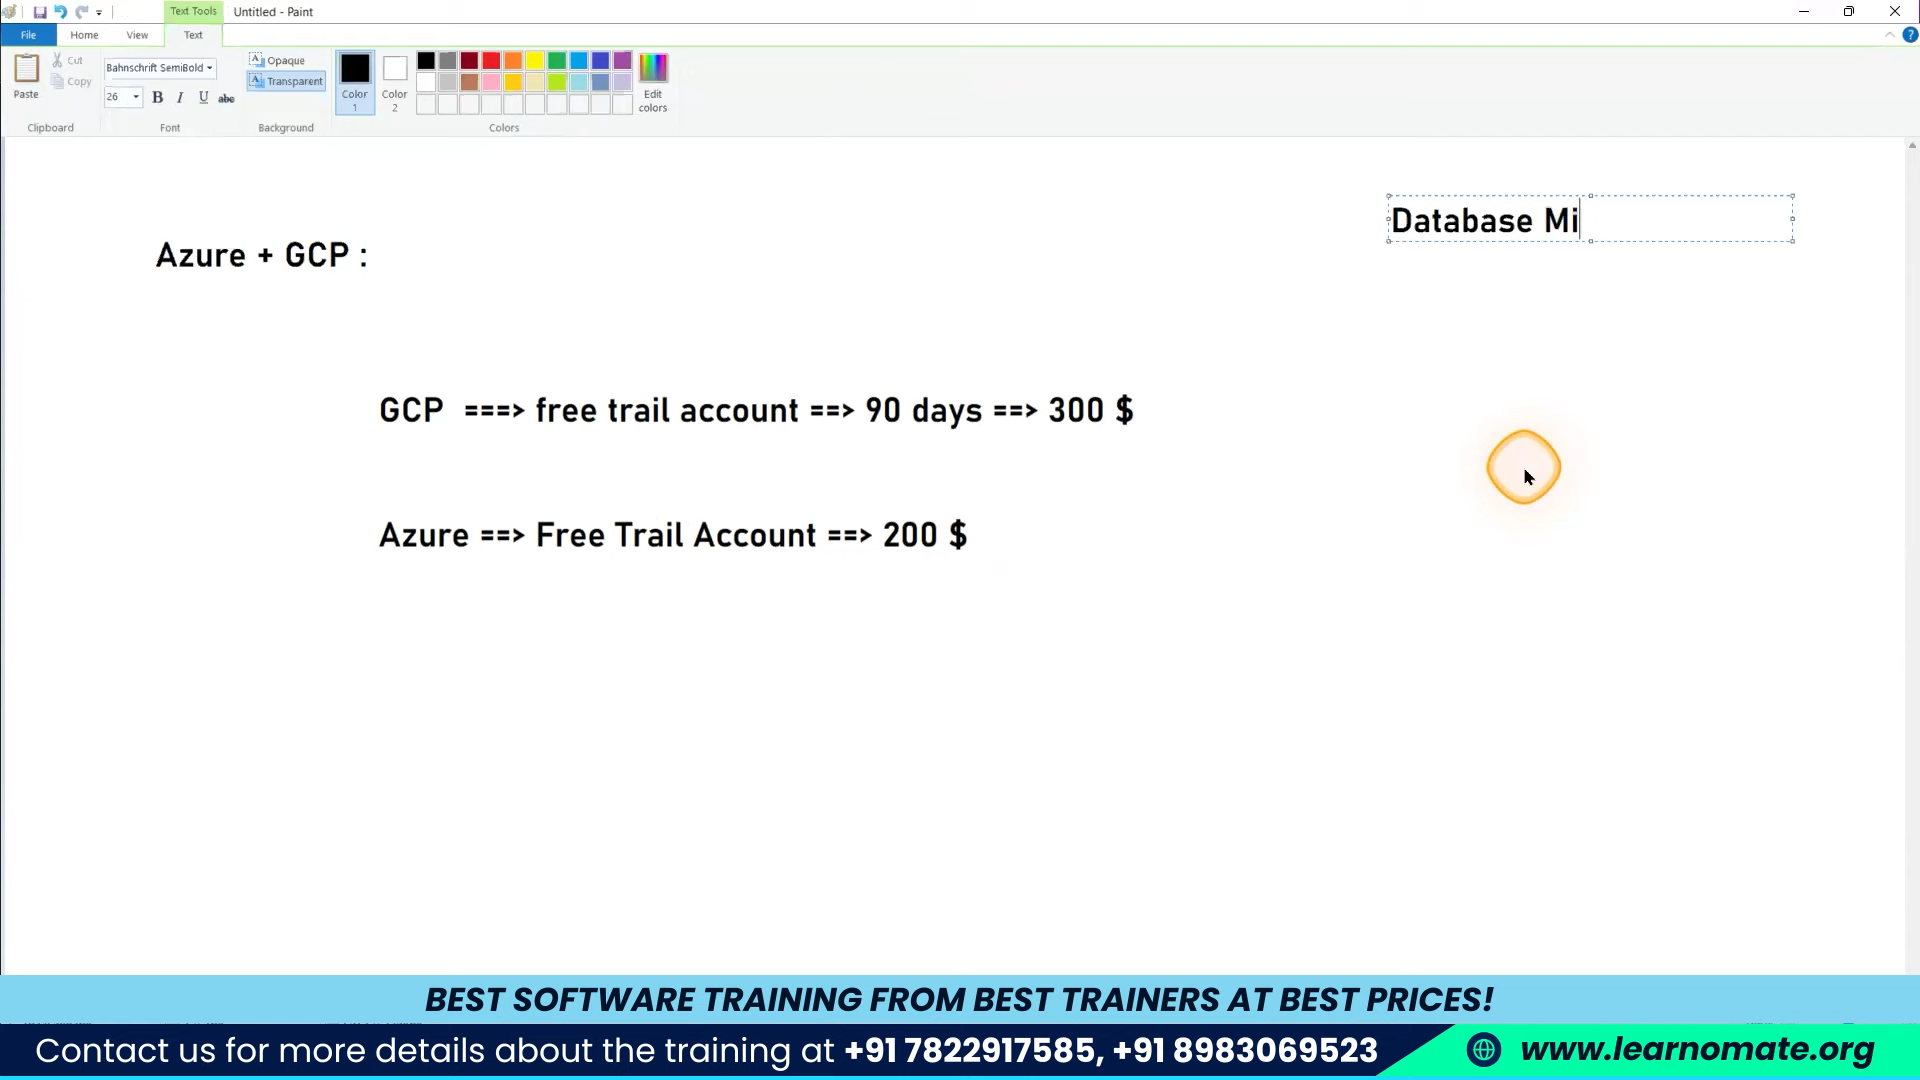 Text Tools
Untitled - Paint
File
Home
View
Text
Paste
Cut
Copy
Clipboard
Bahnschrift SemiBold
26
B I U abc
Font
Opaque
Transparent
Background
Color 1
Color 2
Edit colors
Colors
Database Mi
Azure + GCP :
GCP ===> free trail account ==> 90 days ==> 300 $
Azure ==> Free Trail Account ==> 200 $
BEST SOFTWARE TRAINING FROM BEST TRAINERS AT BEST PRICES!
Contact us for more details about the training at +91 7822917585, +91 8983069523
www.learnomate.org